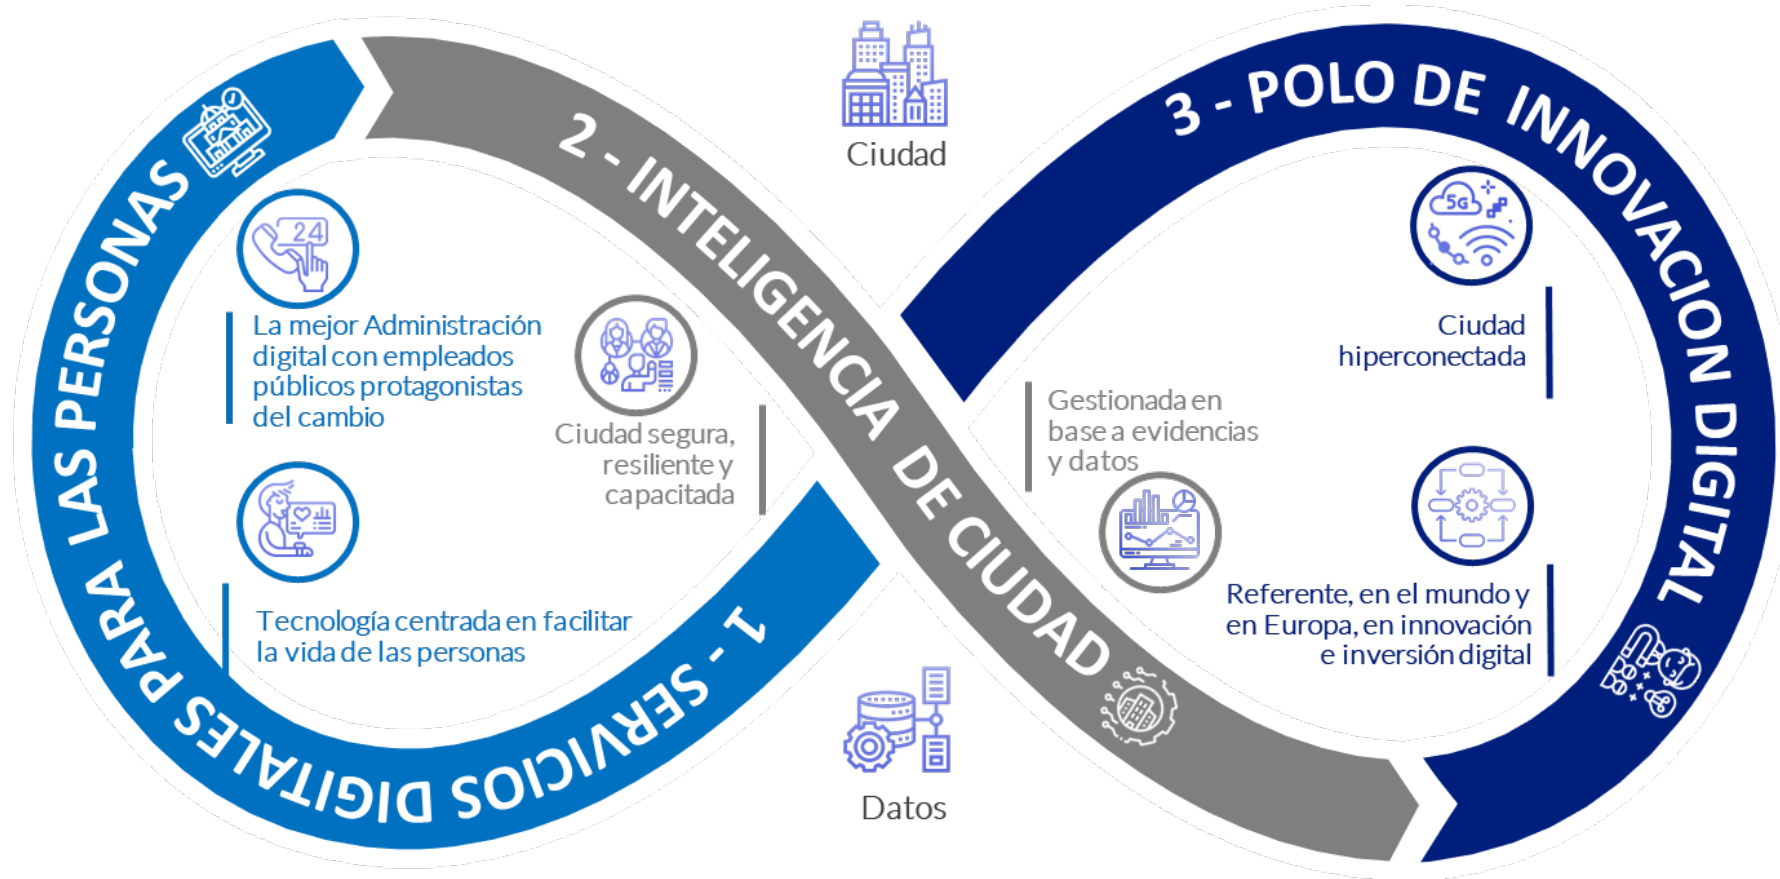 1 - SERVICIOS DIGITALES PARA LAS PERSONAS
24
La mejor Administración
digital con empleados
públicos protagonistas
del cambio
Tecnología centrada en facilitar
la vida de las personas
2 - INTELIGENCIA DE CIUDAD
Ciudad segura,
resiliente y
capacitada
Gestionada en
base a evidencias
y datos
Ciudad
Datos
3 - POLO DE INNOVACION DIGITAL
5G
Ciudad
hiperconectada
Referente, en el mundo y
en Europa, en innovación
e inversión digital